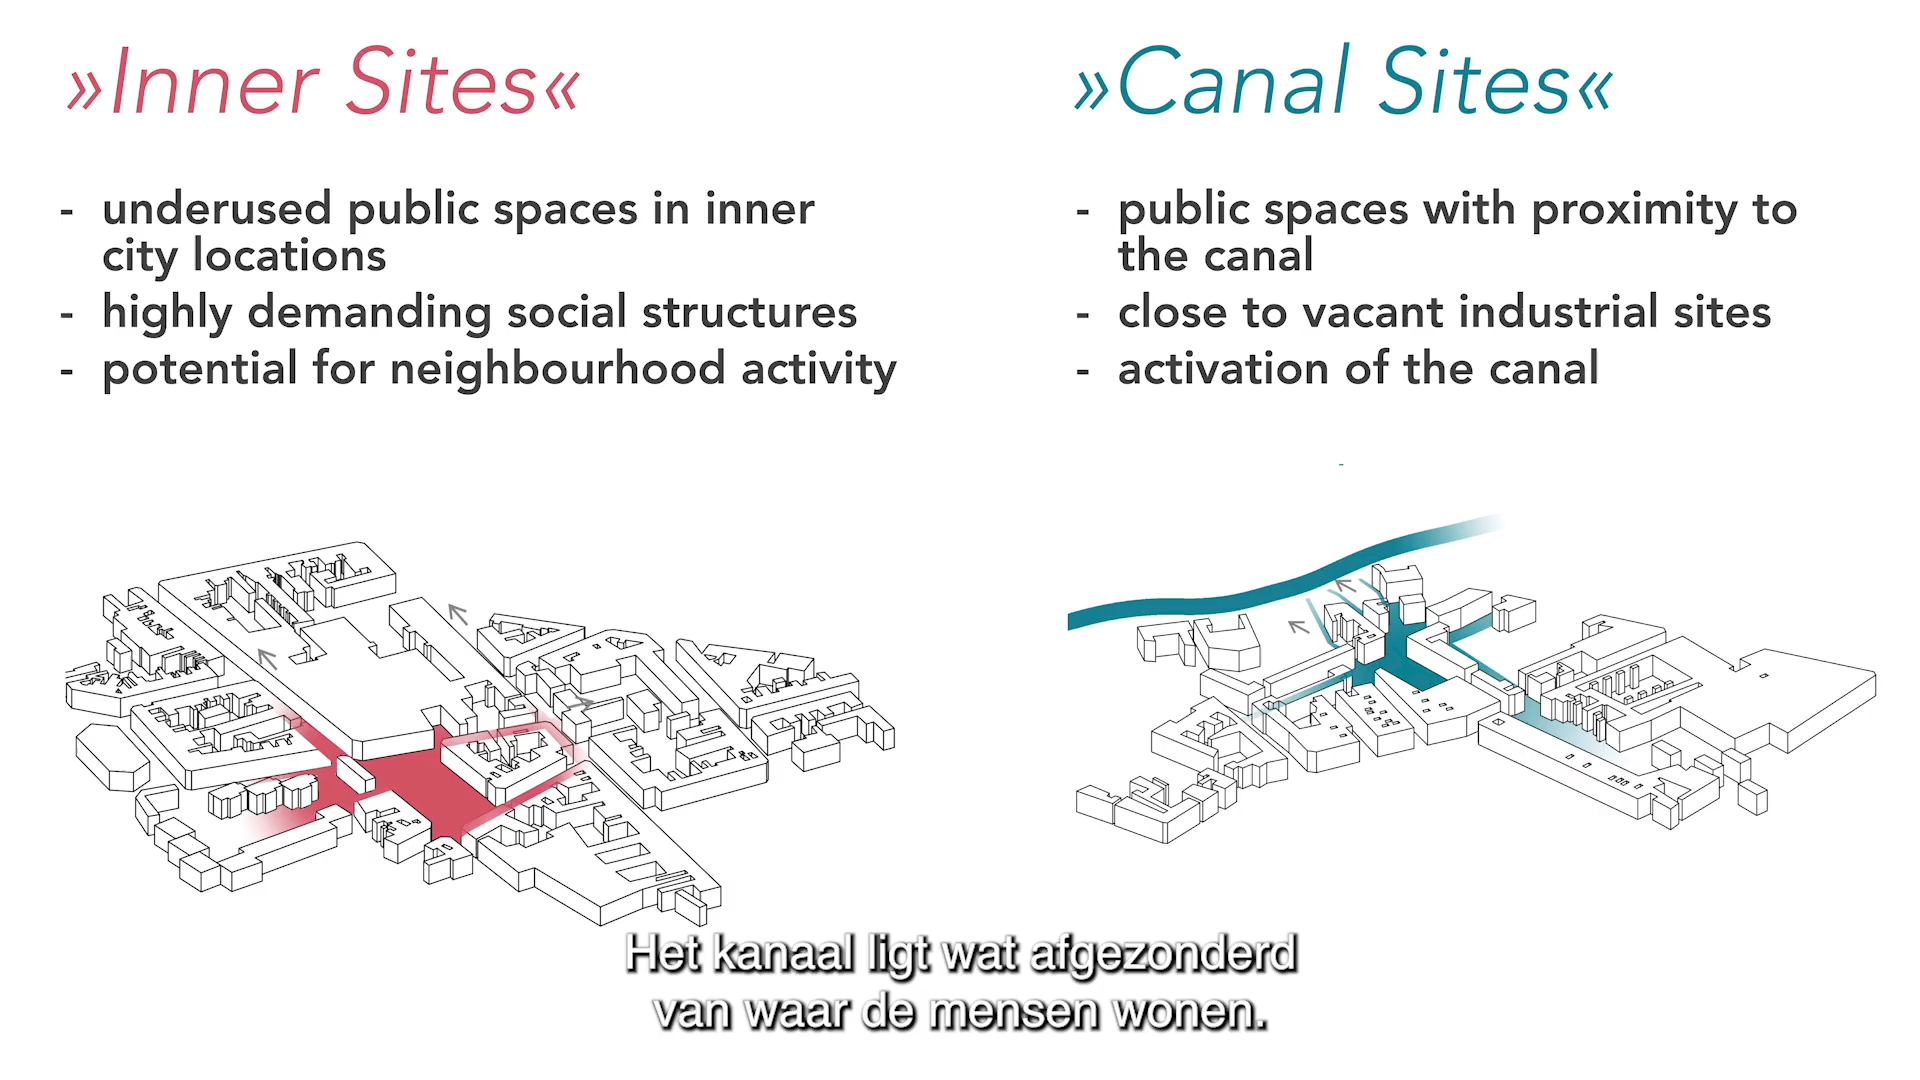 »Inner Sites«
- underused public spaces in inner
city locations
- highly demanding social structures
- potential for neighbourhood activity
»Canal Sites«
- public spaces with proximity to
the canal
- close to vacant industrial sites
- activation of the canal
-
Het kanaal ligt wat afgezonderd
van waar de mensen wonen.